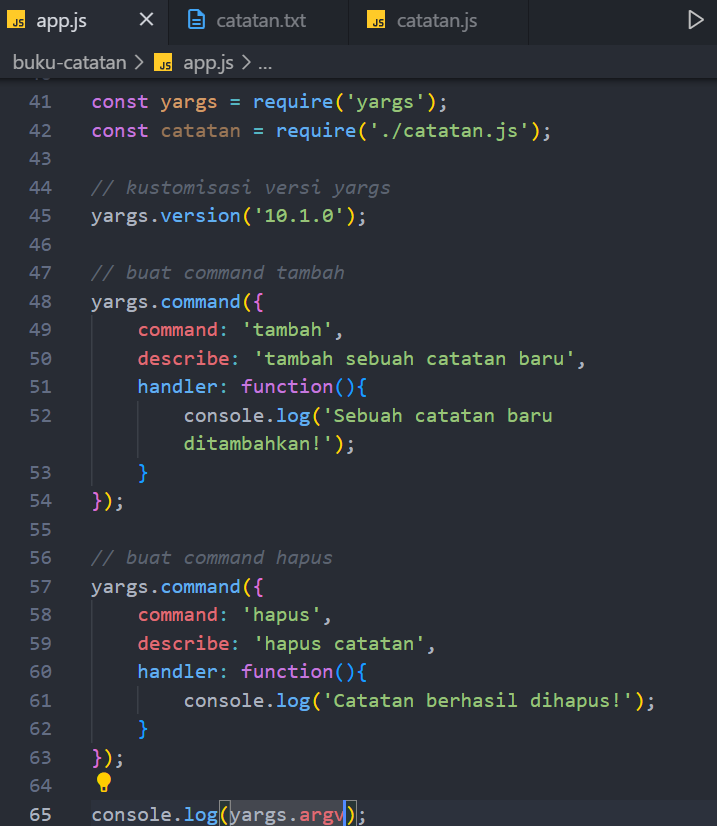 JS app.js × catatan.txt JS catatan.js
buku-catatan > JS app.js > ...
41 const yargs = require('yargs');
42 const catatan = require('./catatan.js');
43
44 // kustomisasi versi yargs
45 yargs.version('10.1.0');
46
47 // buat command tambah
48 yargs.command({
49 command: 'tambah',
50 describe: 'tambah sebuah catatan baru',
51 handler: function(){
52 console.log('Sebuah catatan baru
ditambahkan!');
53 }
54 });
55
56 // buat command hapus
57 yargs.command({
58 command: 'hapus',
59 describe: 'hapus catatan',
60 handler: function(){
61 console.log('Catatan berhasil dihapus!');
62 }
63 });
64
65 console.log(yargs.argv);